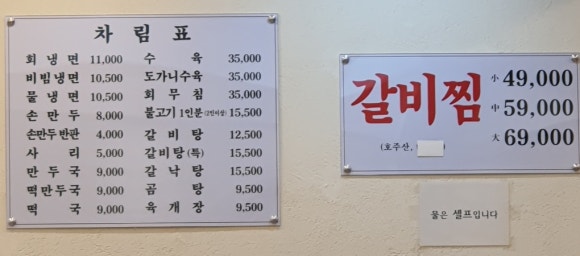 차림표
회냉면 11,000 수육 35,000
비빔냉면 10,500 도가니수육 35,000
물냉면 10,500 회무침 35,000
손만두 8,000 불고기 1인분(2인이상) 15,500
손만두반판 4,000 갈비탕 12,500
사리 5,000 갈비탕(특) 15,500
만두국 9,000 갈낙탕 15,500
떡만두국 9,000 곰탕 9,500
떡국 9,000 육개장 9,500
갈비찜
小 49,000
中 59,000
大 69,000
(호주산,
물은 셀프입니다